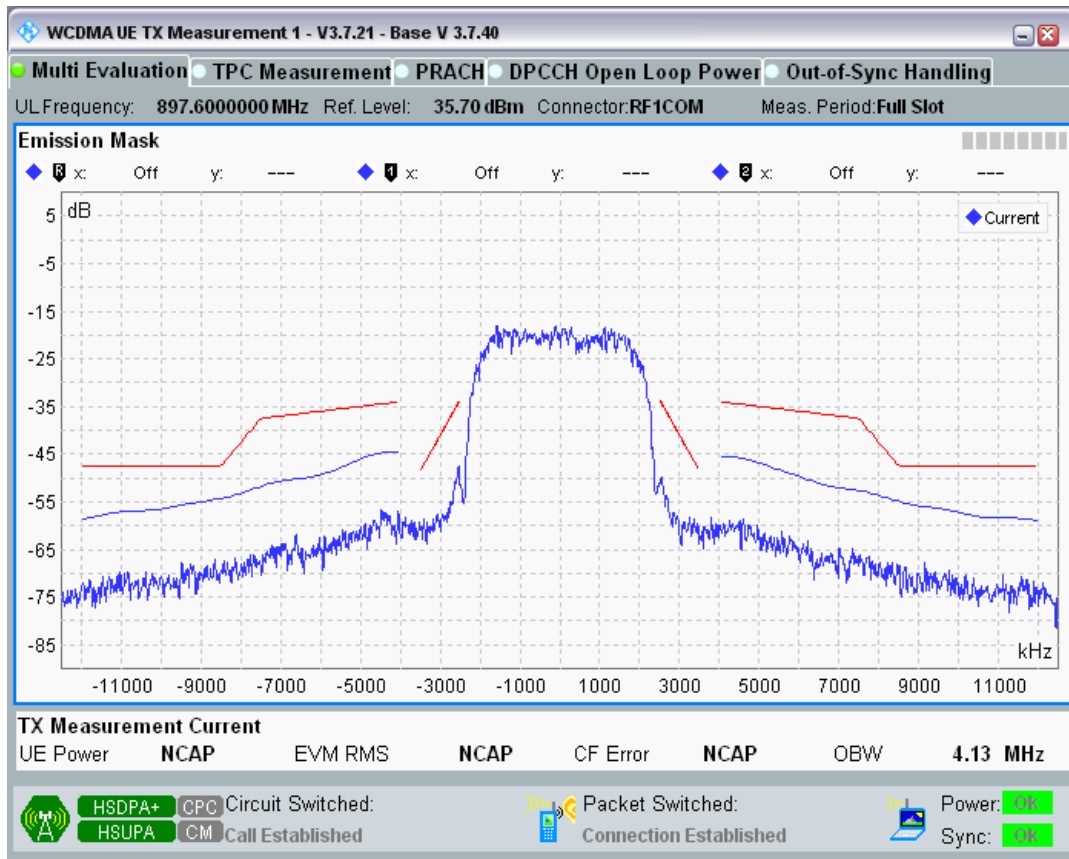 WCDMA UE TX Measurement 1 - V3.7.21 - Base V 3.7.40
Multi Evaluation TPC Measurement PRACH DPCCH Open Loop Power Out-of-Sync Handling
UL Frequency: 897.6000000 MHz Ref. Level: 35.70 dBm Connector:RF1COM Meas. Period:Full Slot
Emission Mask
R x: Off y: --- 1 x: Off y: --- 2 x: Off y: ---
dB
Current
5
-5
-15
-25
-35
-45
-55
-65
-75
-85
kHz
-11000 -9000 -7000 -5000 -3000 -1000 1000 3000 5000 7000 9000 11000
TX Measurement Current
UE Power NCAP EVM RMS NCAP CF Error NCAP OBW 4.13 MHz
HSDPA+ CPC Circuit Switched: Packet Switched: Power: Ok
HSUPA CM Call Established Connection Established Sync: Ok